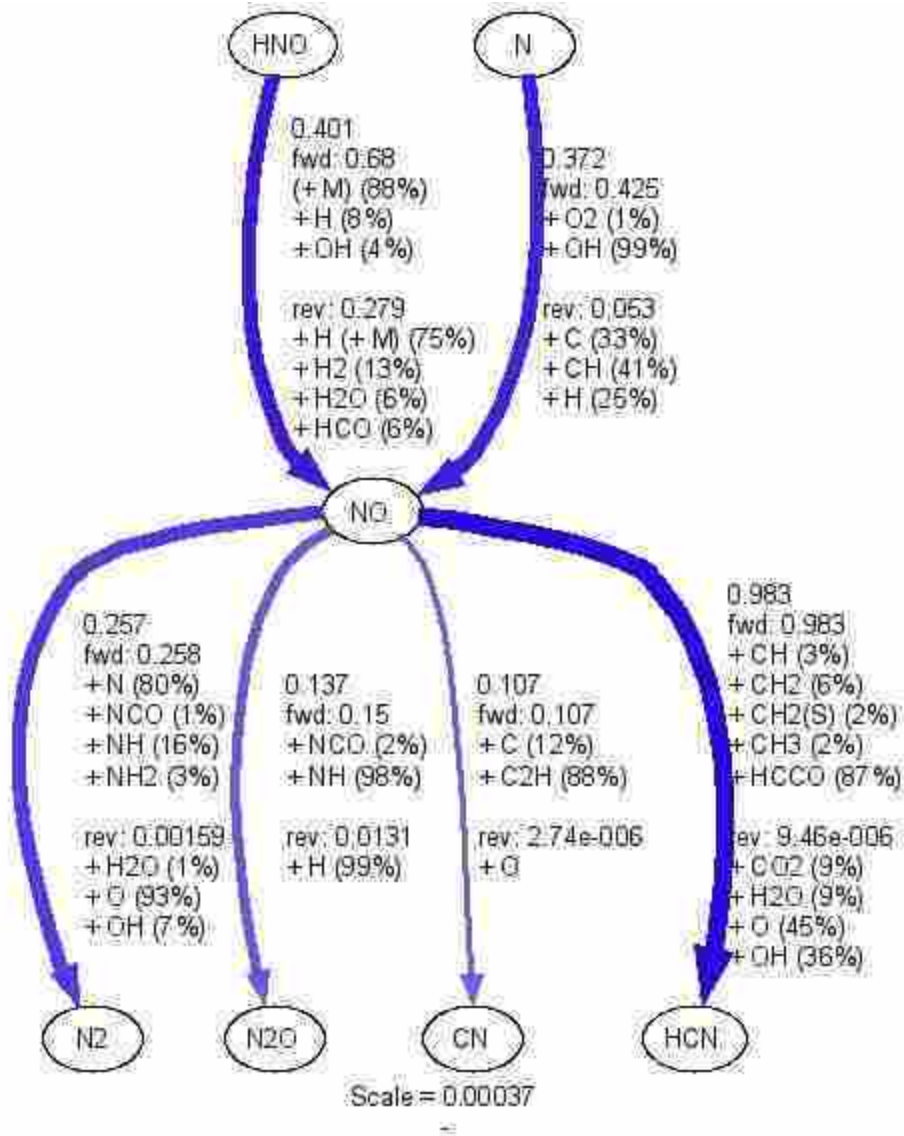 HNO
N
0.401
fwd: 0.68
(+M) (88%)
+H (8%)
+OH (4%)
rev: 0.279
+H (+M) (75%)
+H2 (13%)
+H2O (6%)
+HCO (6%)
0.372
fwd: 0.425
+O2 (1%)
+OH (99%)
rev: 0.053
+C (33%)
+CH (41%)
+H (25%)
NO
0.257
fwd: 0.258
+N (80%)
+NCO (1%)
+NH (16%)
+NH2 (3%)
rev: 0.00159
+H2O (1%)
+O (93%)
+OH (7%)
0.137
fwd: 0.15
+NCO (2%)
+NH (98%)
rev: 0.0131
+H (99%)
0.107
fwd: 0.107
+C (12%)
+C2H (88%)
rev: 2.74e-006
+O
0.983
fwd: 0.983
+CH (3%)
+CH2 (6%)
+CH2(S) (2%)
+CH3 (2%)
+HCCO (87%)
rev: 9.46e-006
+CO2 (9%)
+H2O (9%)
+O (45%)
+OH (36%)
N2
N2O
CN
HCN
Scale = 0.00037